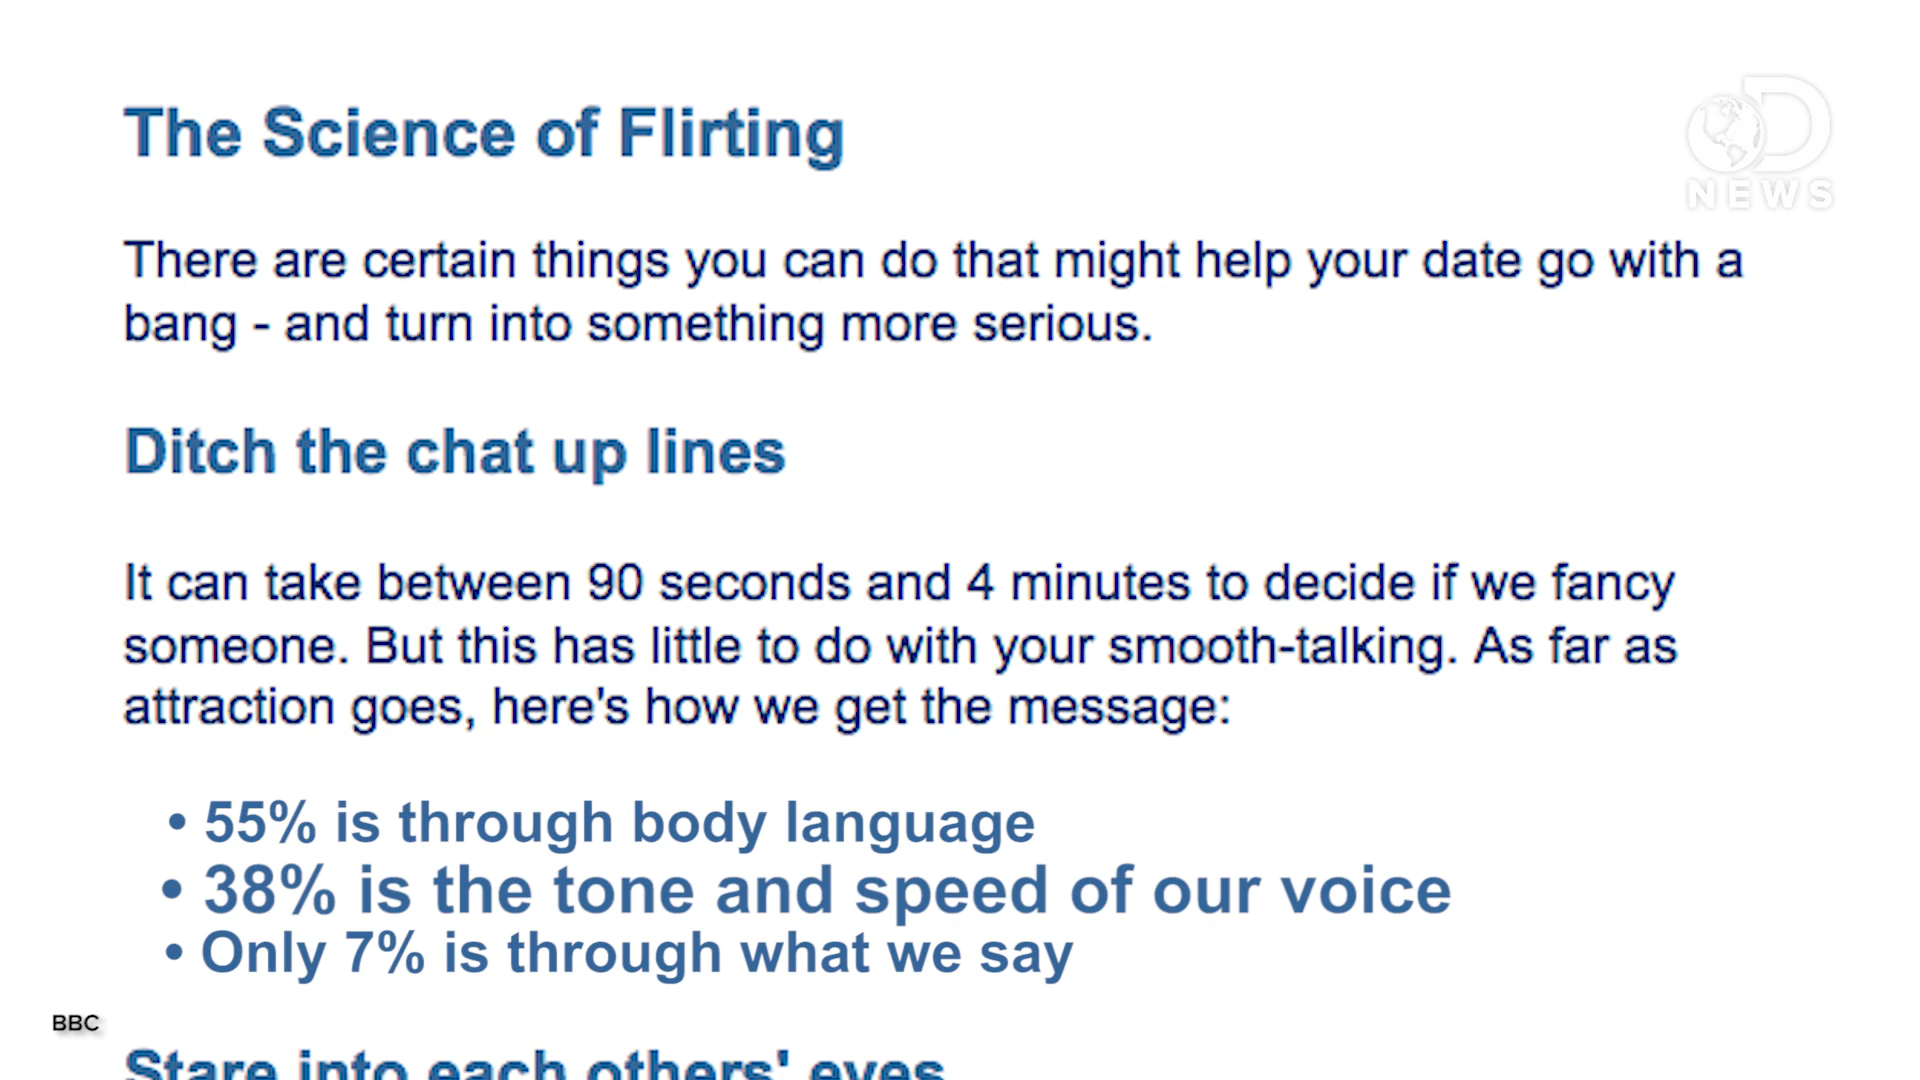 The Science of Flirting
D
NEWS
There are certain things you can do that might help your date go with a
bang - and turn into something more serious.
Ditch the chat up lines
It can take between 90 seconds and 4 minutes to decide if we fancy
someone. But this has little to do with your smooth-talking. As far as
attraction goes, here's how we get the message:
• 55% is through body language
• 38% is the tone and speed of our voice
• Only 7% is through what we say
BBC
Stare into each others' eyes